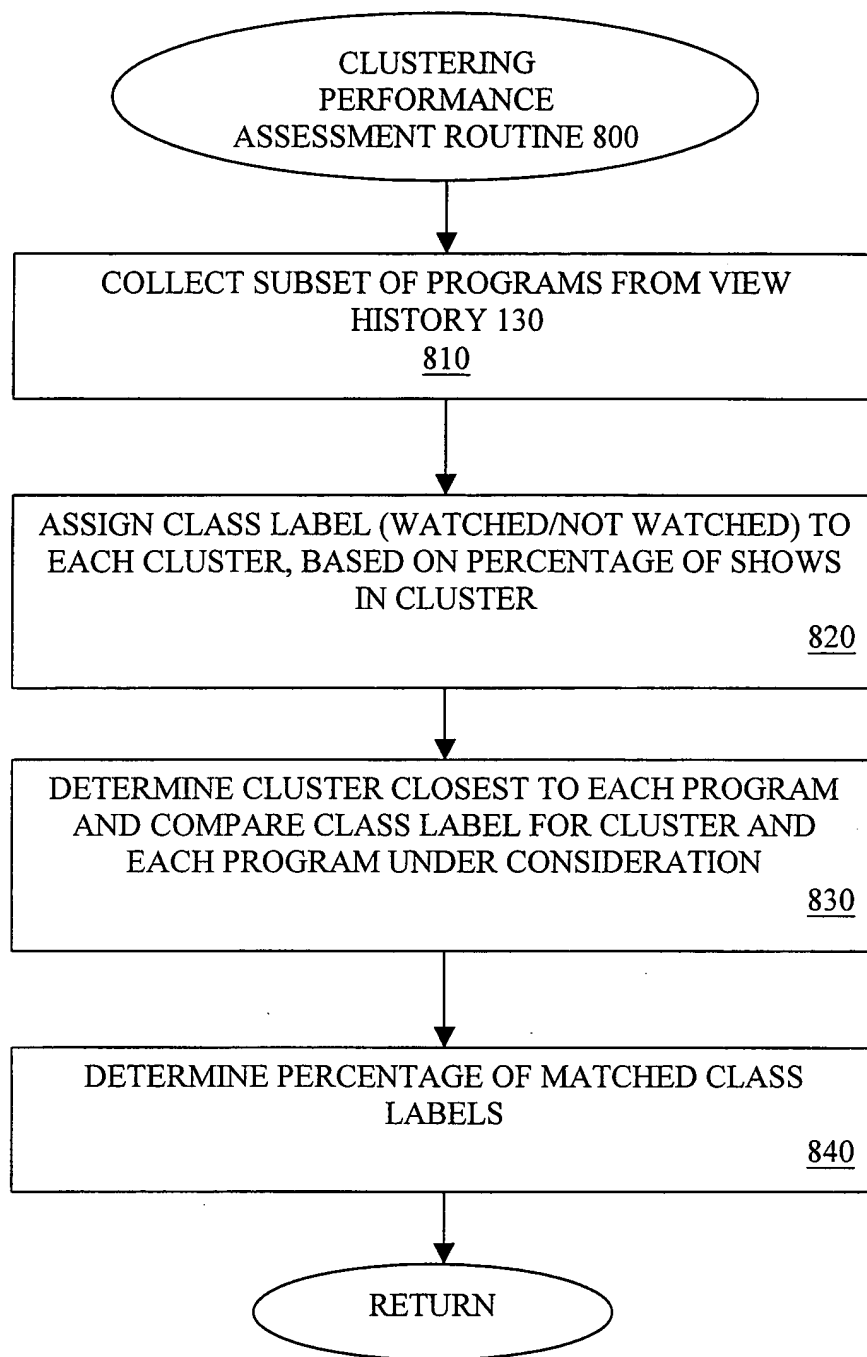 CLUSTERING
PERFORMANCE
ASSESSMENT ROUTINE 800
COLLECT SUBSET OF PROGRAMS FROM VIEW
HISTORY 130
810
ASSIGN CLASS LABEL (WATCHED/NOT WATCHED) TO
EACH CLUSTER, BASED ON PERCENTAGE OF SHOWS
IN CLUSTER
820
DETERMINE CLUSTER CLOSEST TO EACH PROGRAM
AND COMPARE CLASS LABEL FOR CLUSTER AND
EACH PROGRAM UNDER CONSIDERATION
830
DETERMINE PERCENTAGE OF MATCHED CLASS
LABELS
840
RETURN